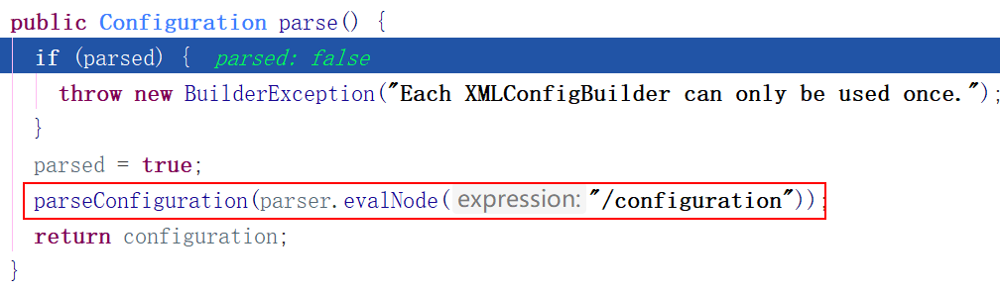 public Configuration parse() {
if (parsed) { parsed: false
throw new BuilderException("Each XMLConfigBuilder can only be used once.");
}
parsed = true;
parseConfiguration(parser.evalNode( expression: "/configuration"));
return configuration;
}